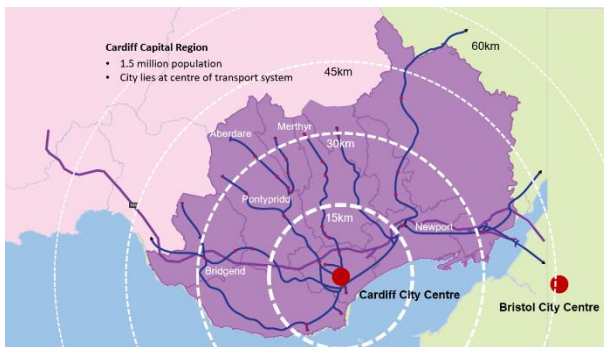 Cardiff Capital Region
• 1.5 million population
• City lies at centre of transport system
60km
45km
Aberdare
Merthyr
30km
Pontypridd
15km
Newport
Bridgend
Cardiff City Centre
Bristol City Centre